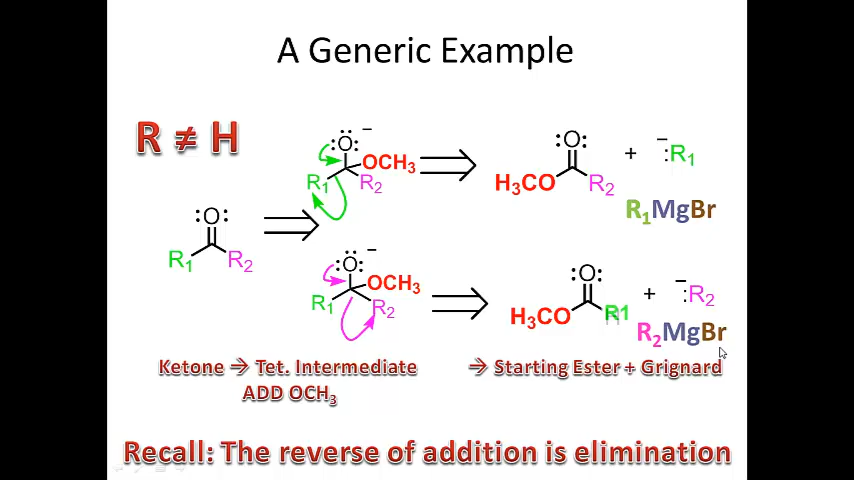 A Generic Example
R ≠ H
:Ö:⁻
OCH₃
R₁ R₂
:O:
H₃CO R₂
+ ⁻:R₁
R₁MgBr
:O:
R₁ R₂
:Ö:⁻
OCH₃
R₁ R₂
:O:
H₃CO R1
+ ⁻:R₂
R₂MgBr
Ketone → Tet. Intermediate
ADD OCH₃
→ Starting Ester + Grignard
Recall: The reverse of addition is elimination